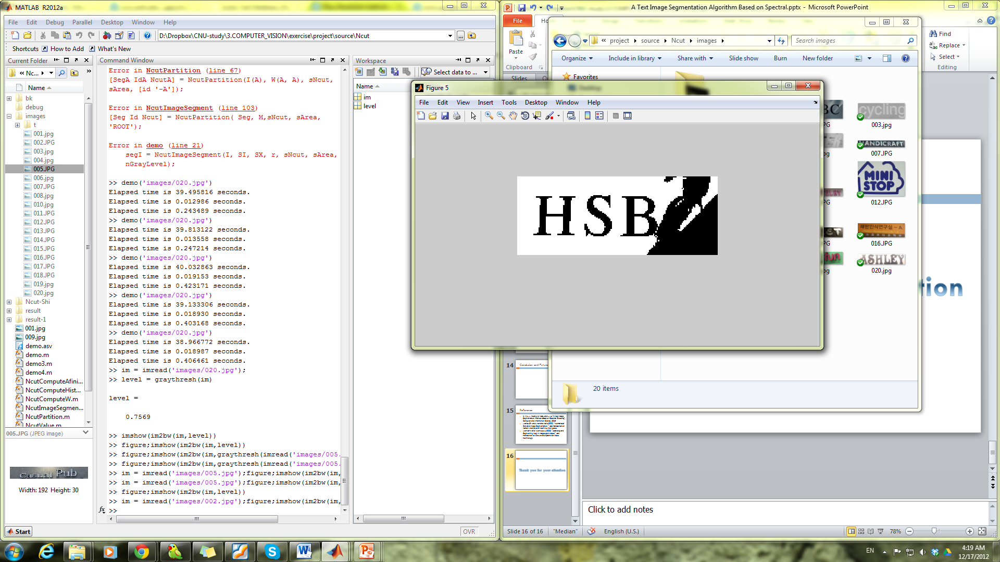 MATLAB R2012a
File Edit Debug Parallel Desktop Window Help
D:\Dropbox\CNU-study\3.COMPUTER_VISION\exercise\project\source\Ncut
Shortcuts How to Add What's New
Current Folder
« Nc...
Name
bk
debug
images
t
001.jpg
002.JPG
003.jpg
004.jpg
005.JPG
006.jpg
007.JPG
008.jpg
010.jpg
011.JPG
012.JPG
013.JPG
014.JPG
015.JPG
016.JPG
017.JPG
018.JPG
019.jpg
020.jpg
Ncut-Shi
result
result-1
001.jpg
009.jpg
demo.asv
demo.m
demo3.m
demo4.m
NcutComputeAfini...
NcutComputeHist...
NcutComputeW.m
NcutImageSegmen...
NcutPartition.m
NcutValue.m
005.JPG (JPEG image)
Casual Pub
Width: 192 Height: 30
Start
Command Window
Error in NcutPartition (line 67)
[SegA IdA NcutA] = NcutPartition(I(A), W(A, A), sNcut,
sArea, [id '-A']);
Error in NcutImageSegment (line 103)
[Seg Id Ncut] = NcutPartition( Seg, M,sNcut, sArea,
'ROOT');
Error in demo (line 21)
segI = NcutImageSegment(I, SI, SX, r, sNcut, sArea,
nGrayLevel);
>> demo('images/020.jpg')
Elapsed time is 39.495816 seconds.
Elapsed time is 0.012986 seconds.
Elapsed time is 0.243489 seconds.
>> demo('images/020.jpg')
Elapsed time is 39.813122 seconds.
Elapsed time is 0.013558 seconds.
Elapsed time is 0.247214 seconds.
>> demo('images/020.jpg')
Elapsed time is 40.032863 seconds.
Elapsed time is 0.019153 seconds.
Elapsed time is 0.423171 seconds.
>> demo('images/020.jpg')
Elapsed time is 39.133306 seconds.
Elapsed time is 0.018930 seconds.
Elapsed time is 0.403168 seconds.
>> demo('images/020.jpg')
Elapsed time is 38.966772 seconds.
Elapsed time is 0.018987 seconds.
Elapsed time is 0.406461 seconds.
>> im = imread('images/020.jpg');
>> level = graythresh(im)
level =
0.7569
>> imshow(im2bw(im,level))
>> figure;imshow(im2bw(im,level))
>> figure;imshow(im2bw(im,graythresh(imread('images/005.
>> figure;imshow(im2bw(im,graythresh(imread('images/005.
>> im = imread('images/005.jpg');figure;imshow(im2bw(im,
>> im = imread('images/005.jpg');figure;imshow(im2bw(im,
>> figure;imshow(im2bw(im,level))
>> im = imread('images/002.jpg');figure;imshow(im2bw(im,
fx >>
Workspace
Select data to ...
Name
im
level
OVR
A Text Image Segmentation Algorithm Based on Spectral.pptx - Microsoft PowerPoint
File
Paste
Clipboard
Slides
Find
Replace
Select
Editing
« project source Ncut images
Search images
Organize Include in library Share with Slide show Burn New folder
Favorites
Desktop
cycling
003.jpg
HANDICRAFT
007.JPG
MINI
STOP
012.JPG
패턴인식연구실 - A
016.JPG
ASHLEY
020.jpg
20 items
Figure 5
File Edit View Insert Tools Desktop Window Help
HSB
14
15
Reference
16
Thank you for your attention
tion
Click to add notes
Slide 16 of 16 "Median" English (U.S.) 78%
EN 4:19 AM
12/17/2012